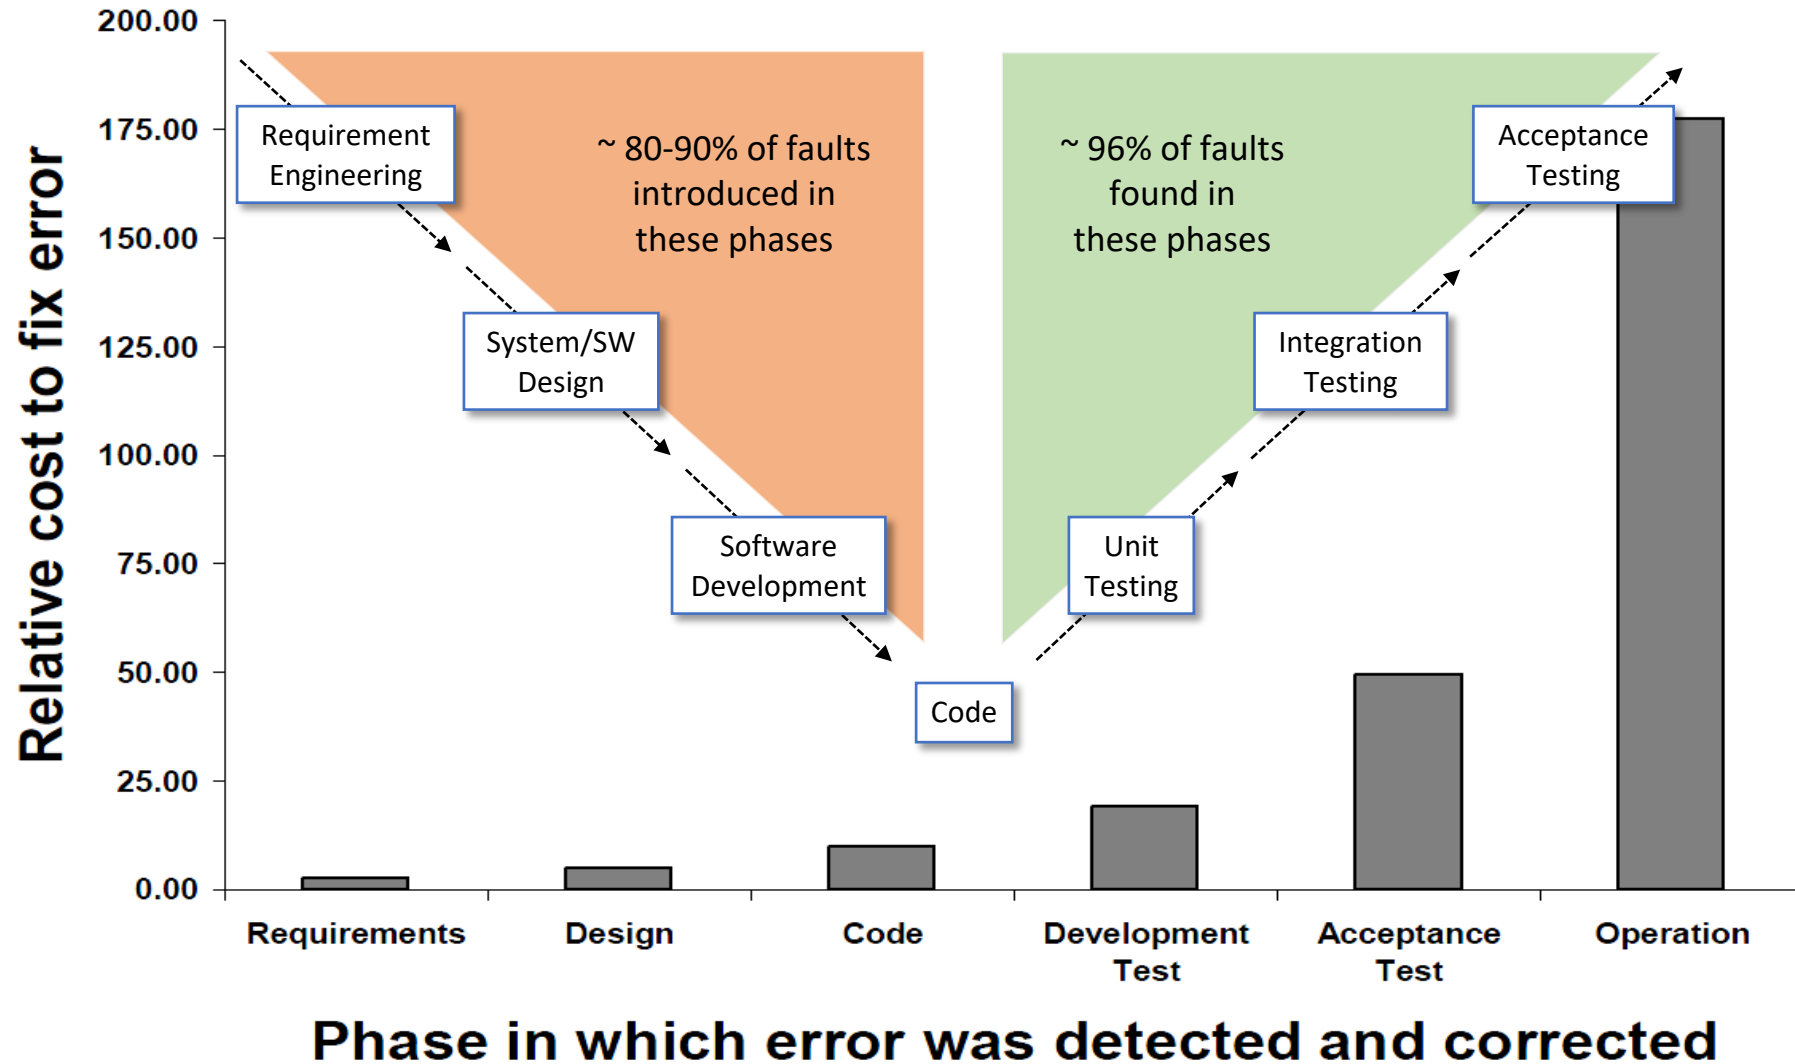 Relative cost to fix error
200.00
175.00
150.00
125.00
100.00
75.00
50.00
25.00
0.00
Requirement
Engineering
System/SW
Design
Software
Development
Code
Unit
Testing
Integration
Testing
Acceptance
Testing
~ 80-90% of faults
introduced in
these phases
~ 96% of faults
found in
these phases
Requirements
Design
Code
Development
Test
Acceptance
Test
Operation
Phase in which error was detected and corrected